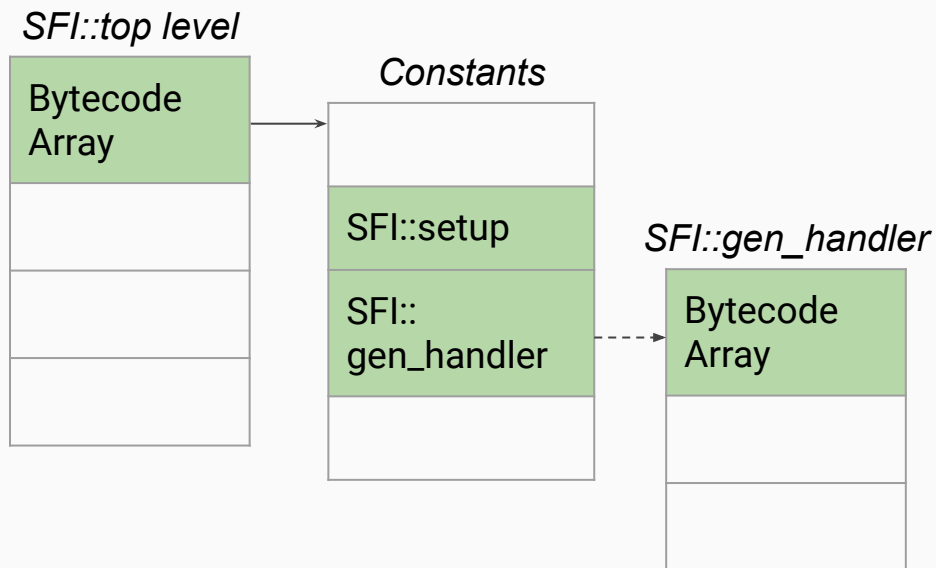 SFI::top level
Bytecode
Array
Constants
SFI::setup
SFI::
gen_handler
SFI::gen_handler
Bytecode
Array